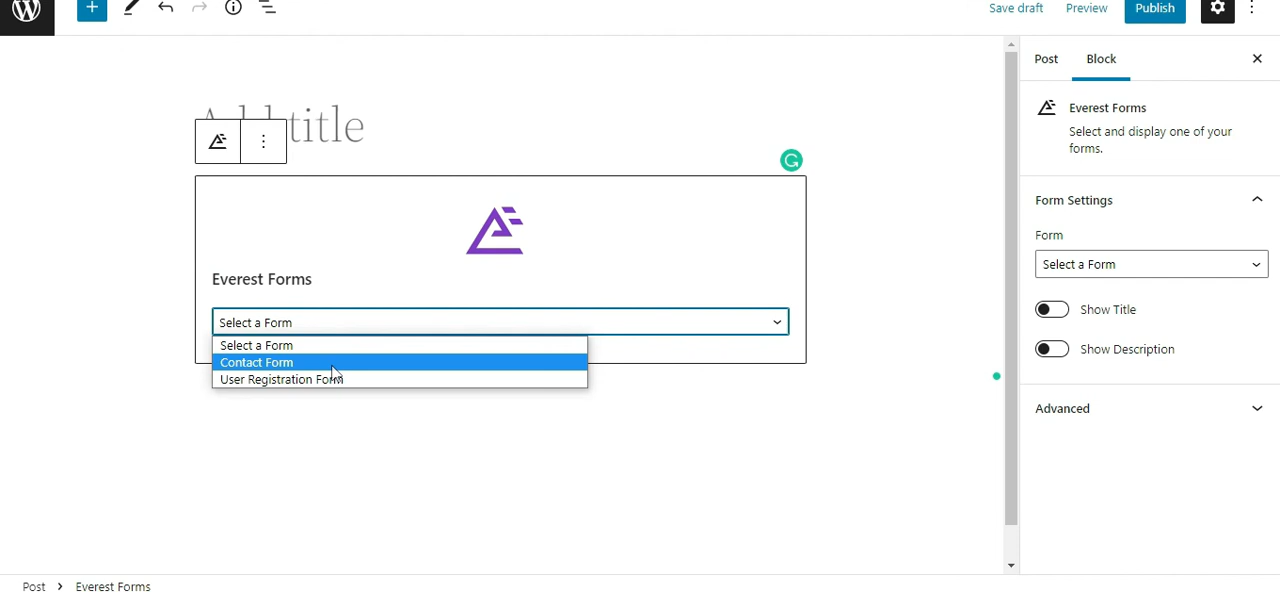 Save draft
Preview
Publish
Add title
Everest Forms
Select a Form
Select a Form
Contact Form
User Registration Form
Post
Block
Everest Forms
Select and display one of your
forms.
Form Settings
Form
Select a Form
Show Title
Show Description
Advanced
Post
Everest Forms